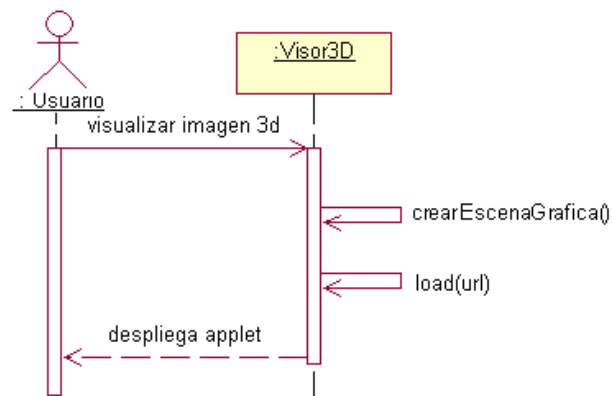 :Visor3D
: Usuario
visualizar imagen 3d
crearEscenaGrafica()
load(url)
despliega applet